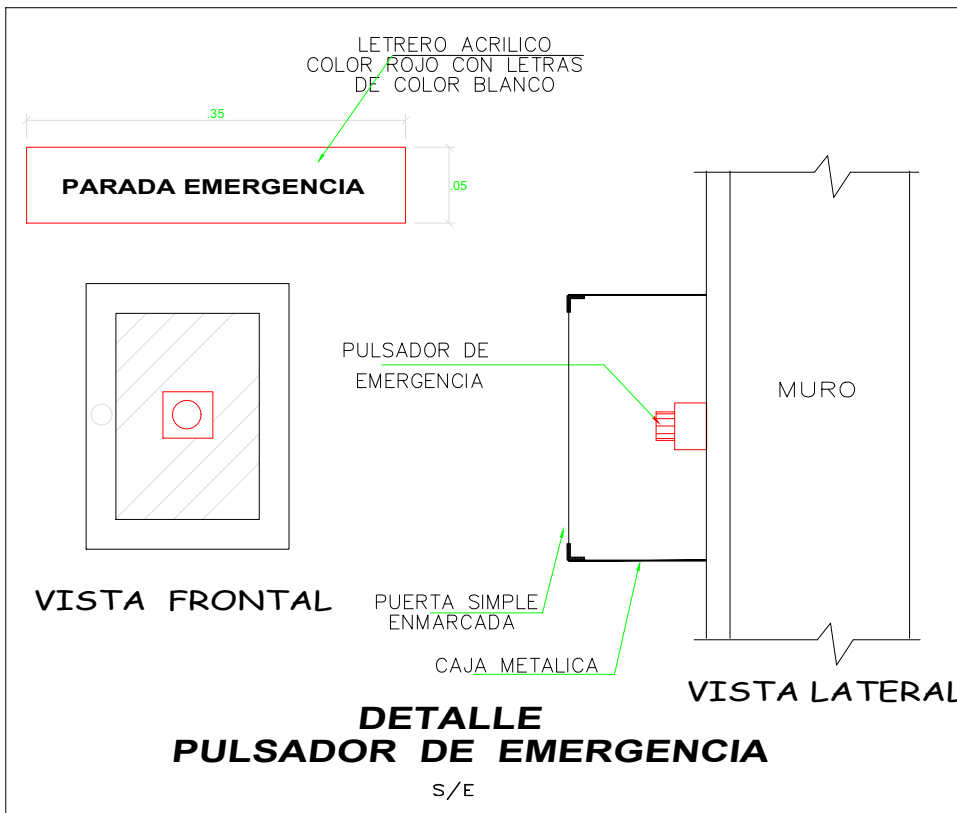 LETRERO ACRILICO
COLOR ROJO CON LETRAS
DE COLOR BLANCO
.35
PARADA EMERGENCIA
.05
PULSADOR DE
EMERGENCIA
MURO
VISTA FRONTAL
PUERTA SIMPLE
ENMARCADA
CAJA METALICA
VISTA LATERAL
DETALLE
PULSADOR DE EMERGENCIA
S/E